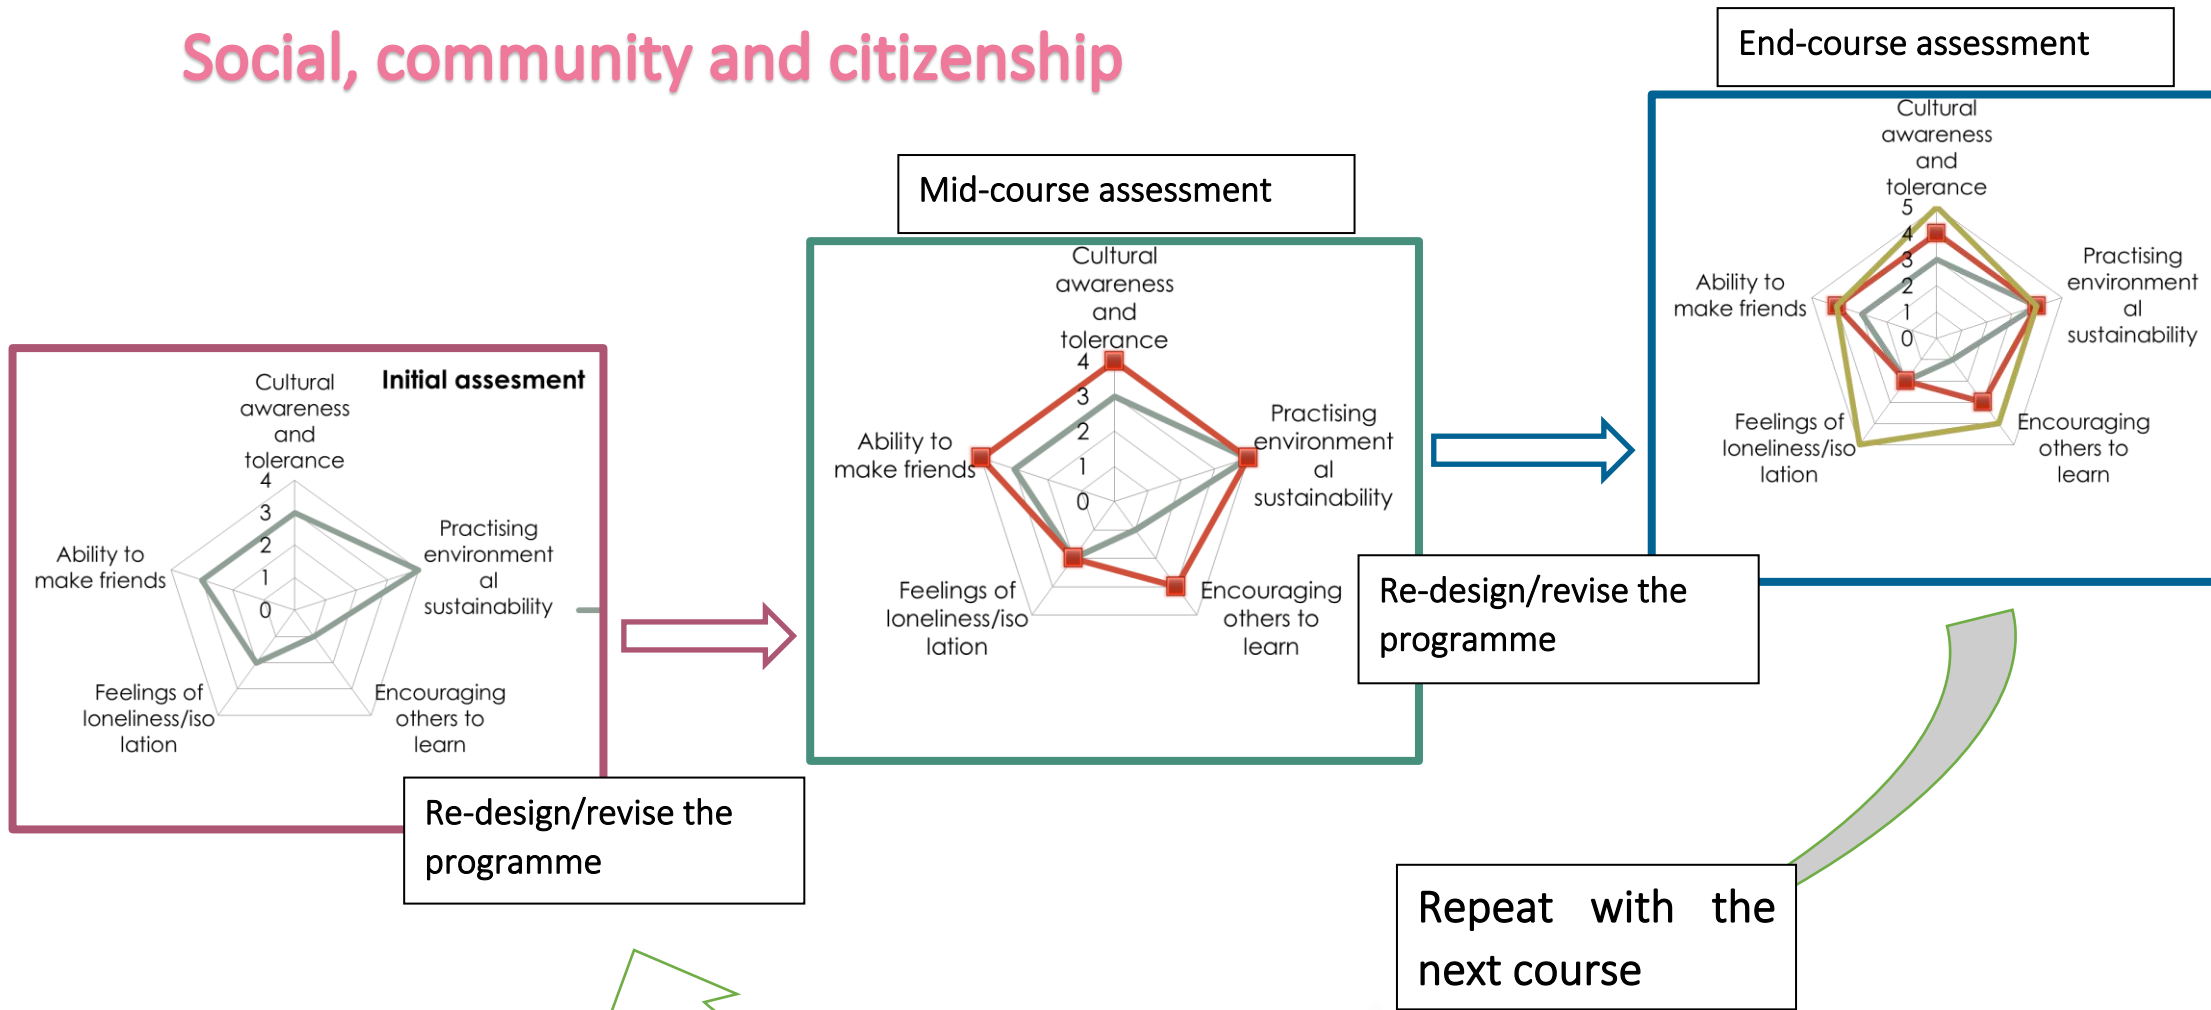 Social, community and citizenship
Initial assesment
Cultural
awareness
and
tolerance
4
3
2
1
0
Practising
environment
al
sustainability
Encouraging
others to
learn
Feelings of
loneliness/iso
lation
Ability to
make friends
Re-design/revise the
programme
Mid-course assessment
Cultural
awareness
and
tolerance
4
3
2
1
0
Practising
environment
al
sustainability
Encouraging
others to
learn
Feelings of
loneliness/iso
lation
Ability to
make friends
Re-design/revise the
programme
End-course assessment
Cultural
awareness
and
tolerance
5
4
3
2
1
0
Practising
environment
al
sustainability
Encouraging
others to
learn
Feelings of
loneliness/iso
lation
Ability to
make friends
Repeat with the
next course